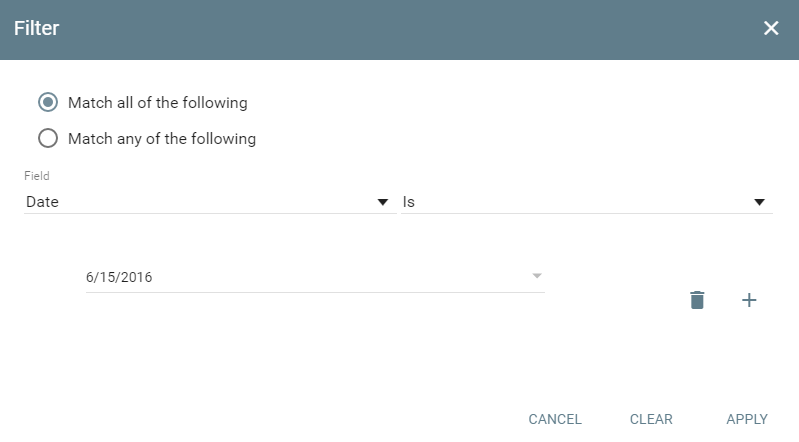 Filter
Match all of the following
Match any of the following
Field
Date Is
6/15/2016
CANCEL CLEAR APPLY